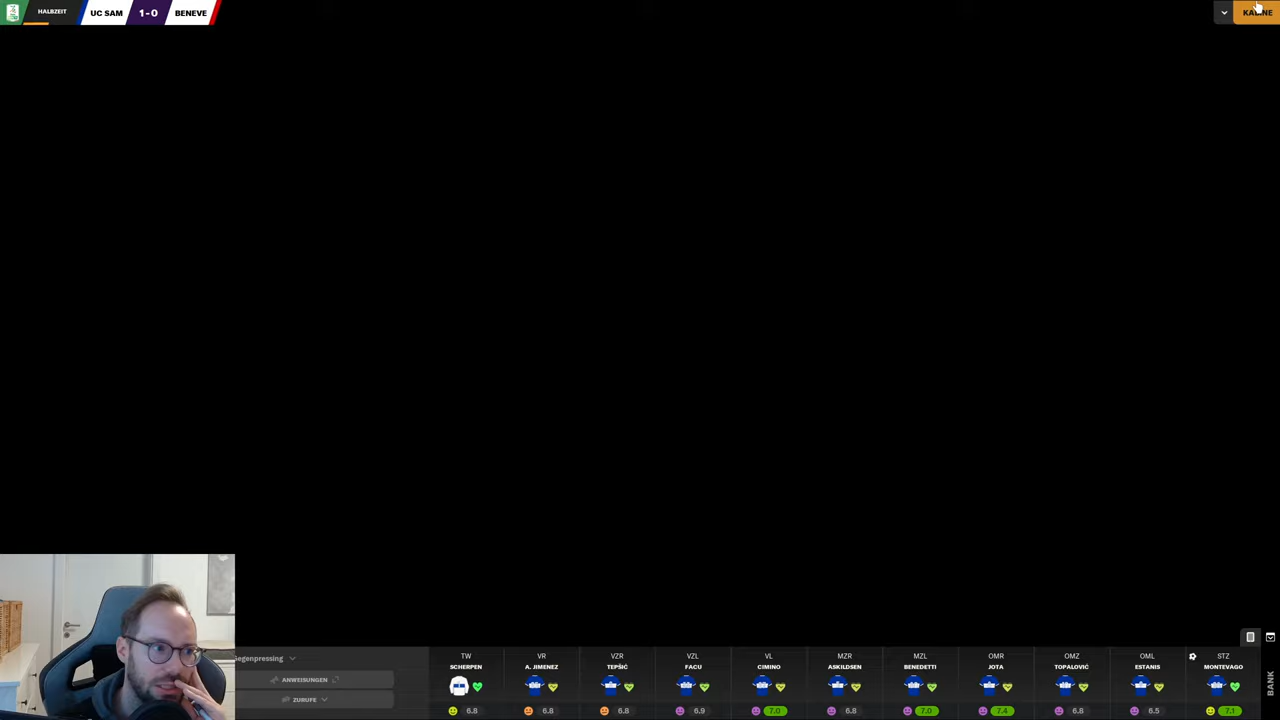 HALBZEIT UC SAM 1-0 BENEVE KABINE
egenpressing
ANWEISUNGEN
ZURUFE
TW VR VZR VZL VL MZR MZL OMR OMZ OML STZ
SCHERPEN A. JIMENEZ TEPŠIĆ FACU CIMINO ASKILDSEN BENEDETTI JOTA TOPALOVIĆ ESTANIS MONTEVAGO
6.8 6.8 6.8 6.9 7.0 6.8 7.0 7.4 6.8 6.5 7.1
BANK